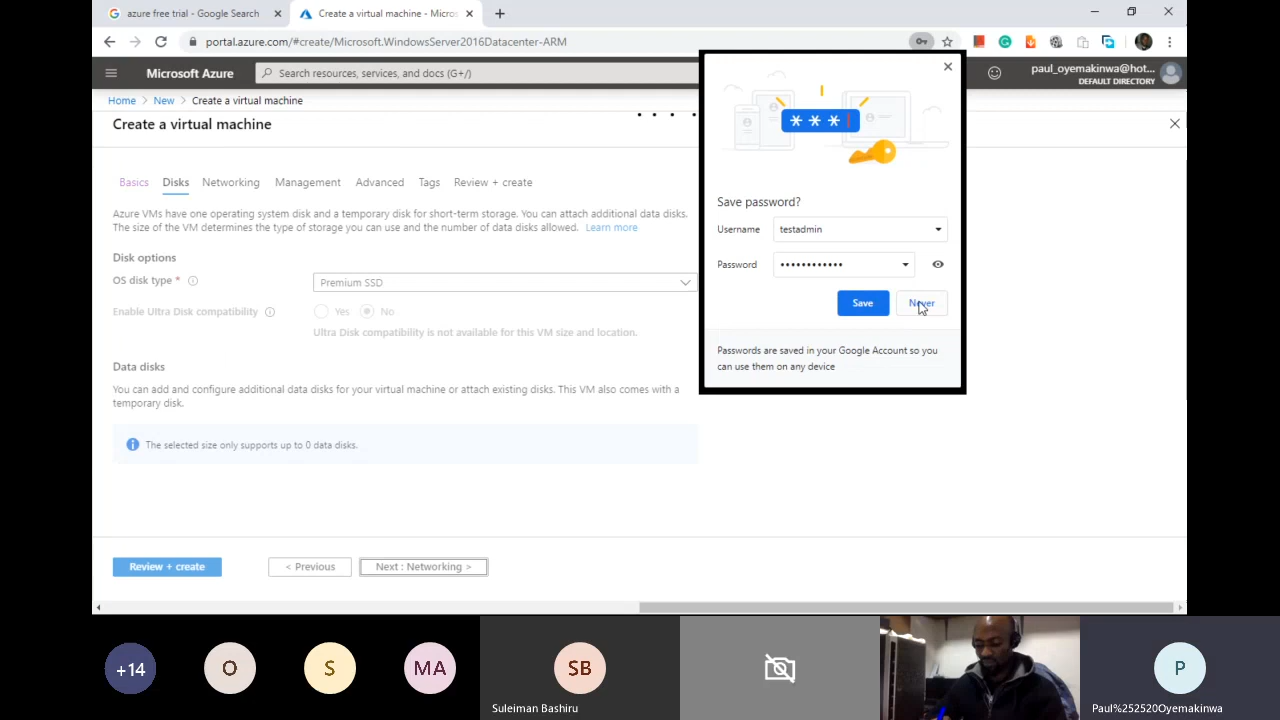 azure free trial - Google Search
Create a virtual machine - Micros
portal.azure.com/#create/Microsoft.WindowsServer2016Datacenter-ARM
Microsoft Azure
Search resources, services, and docs (G+/)
paul_oyemakinwa@hot...
DEFAULT DIRECTORY
Home > New > Create a virtual machine
Create a virtual machine
Basics Disks Networking Management Advanced Tags Review + create
Azure VMs have one operating system disk and a temporary disk for short-term storage. You can attach additional data disks.
The size of the VM determines the type of storage you can use and the number of data disks allowed. Learn more
Disk options
OS disk type *
Premium SSD
Enable Ultra Disk compatibility
Yes No
Ultra Disk compatibility is not available for this VM size and location.
Data disks
You can add and configure additional data disks for your virtual machine or attach existing disks. This VM also comes with a
temporary disk.
The selected size only supports up to 0 data disks.
Review + create
< Previous
Next : Networking >
Save password?
Username
testadmin
Password
••••••••••••
Save
Never
Passwords are saved in your Google Account so you
can use them on any device
+14
O
S
MA
SB
Suleiman Bashiru
P
Paul%252520Oyemakinwa